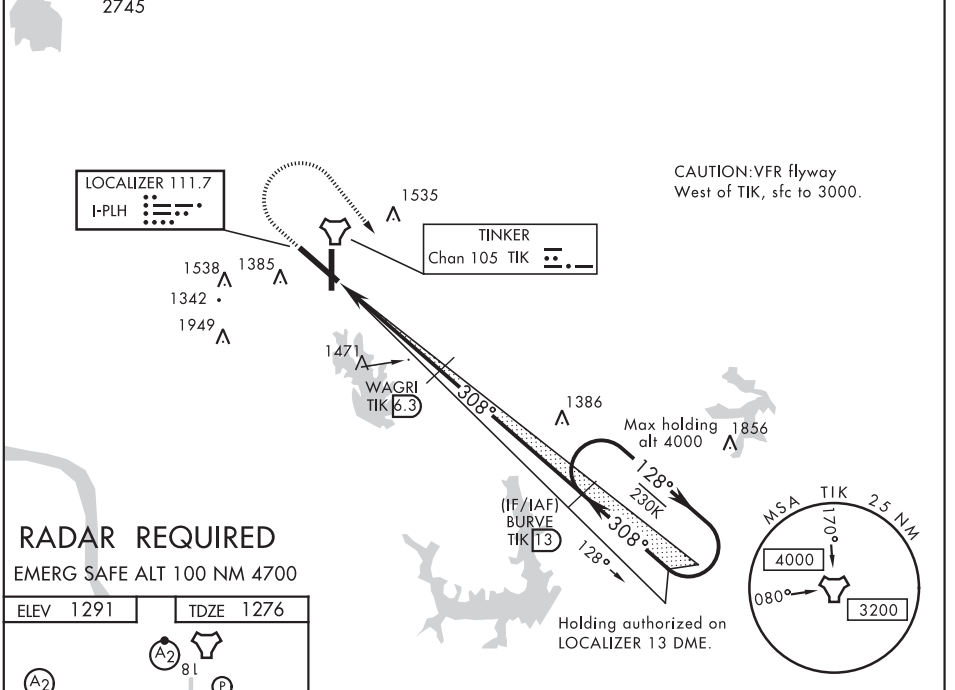 2745
LOCALIZER 111.7
I-PLH
1535
CAUTION:VFR flyway
West of TIK, sfc to 3000.
TINKER
Chan 105 TIK
1538
1385
1342
1949
1471
WAGRI
TIK 6.3
308°
1386
Max holding
alt 4000
1856
128°
230K
(IF/IAF)
BURVE
TIK 13
308°
128°
MSA TIK 25 NM
170°
4000
080°
3200
Holding authorized on
LOCALIZER 13 DME.
RADAR REQUIRED
EMERG SAFE ALT 100 NM 4700
ELEV 1291
TDZE 1276
A2
18
A2
P